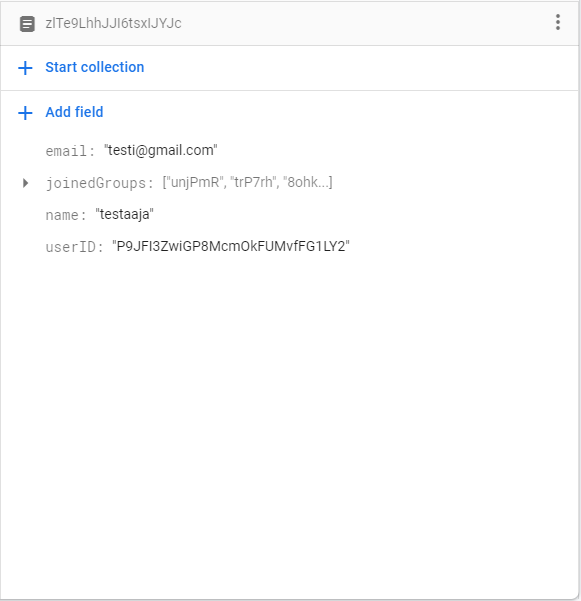 zlTe9LhhJJI6tsxIJYJc
Start collection
Add field
email: "testi@gmail.com"
joinedGroups: ["unjPmR", "trP7rh", "8ohk...]
name: "testaaja"
userID: "P9JFI3ZwiGP8McmOkFUMvfFG1LY2"